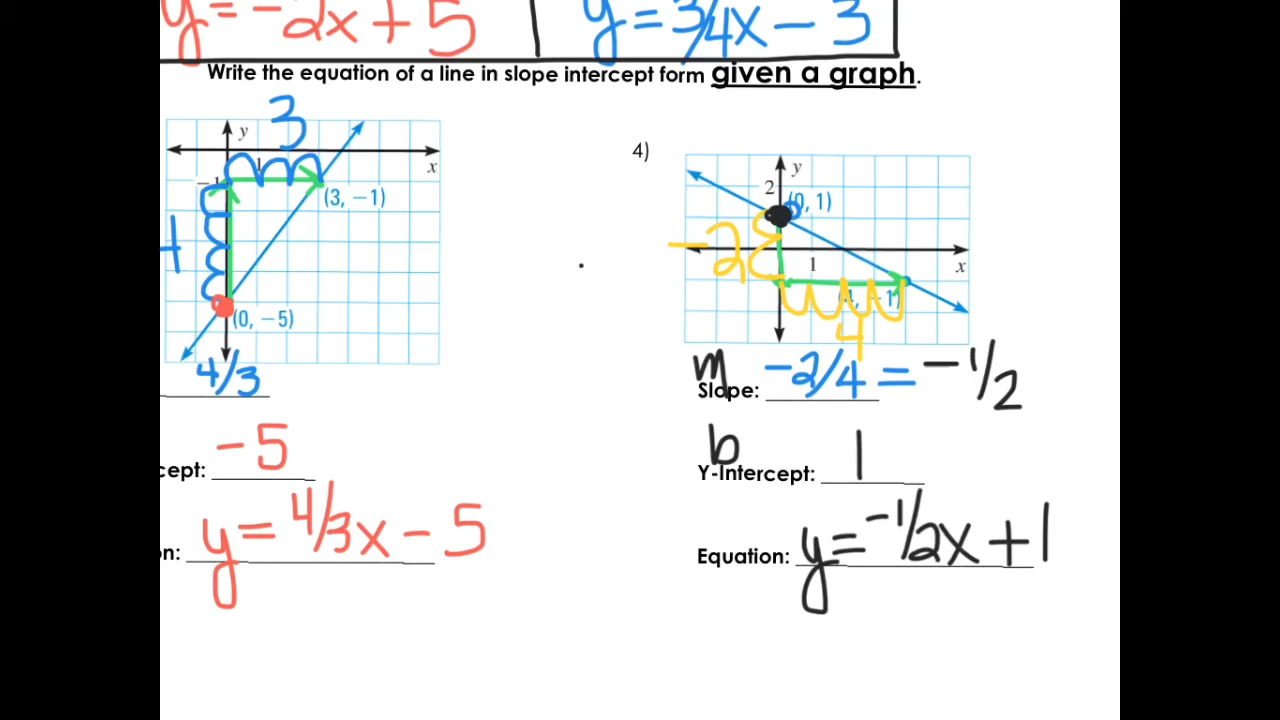 y = -2x + 5
y = 3/4x - 3
Write the equation of a line in slope intercept form given a graph.
3
y
x
1
-1
(3, -1)
4
(0, -5)
4/3
cept: -5
n: y = 4/3x - 5
4)
y
2
(0, 1)
-2
1
x
(4, -1)
4
m
Slope: -2/4 = -1/2
b
Y-Intercept: 1
Equation: y = -1/2x + 1